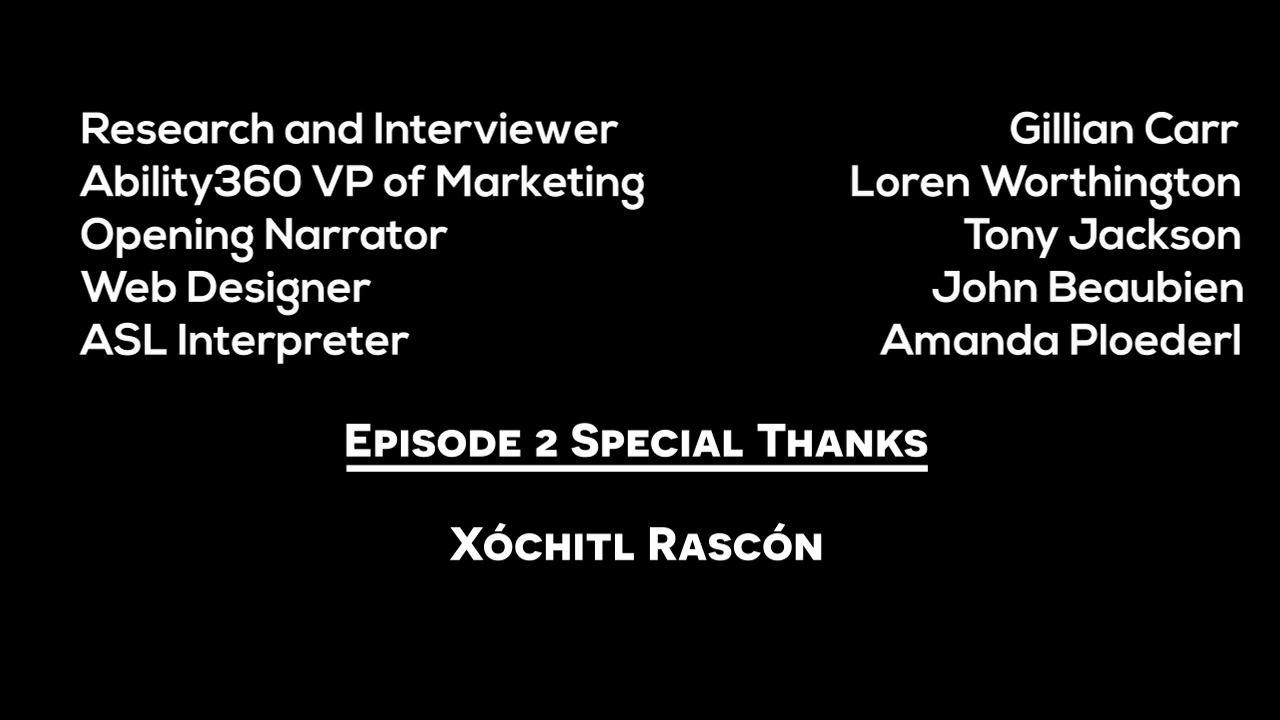 Research and Interviewer Gillian Carr
Ability360 VP of Marketing Loren Worthington
Opening Narrator Tony Jackson
Web Designer John Beaubien
ASL Interpreter Amanda Ploederl
Episode 2 Special Thanks
Xóchitl Rascón